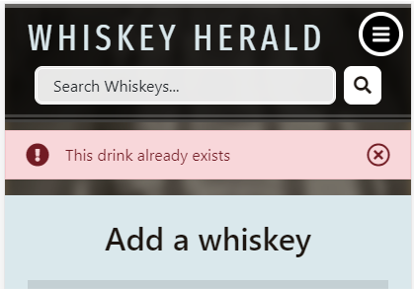 WHISKEY HERALD
Search Whiskeys...
This drink already exists
Add a whiskey